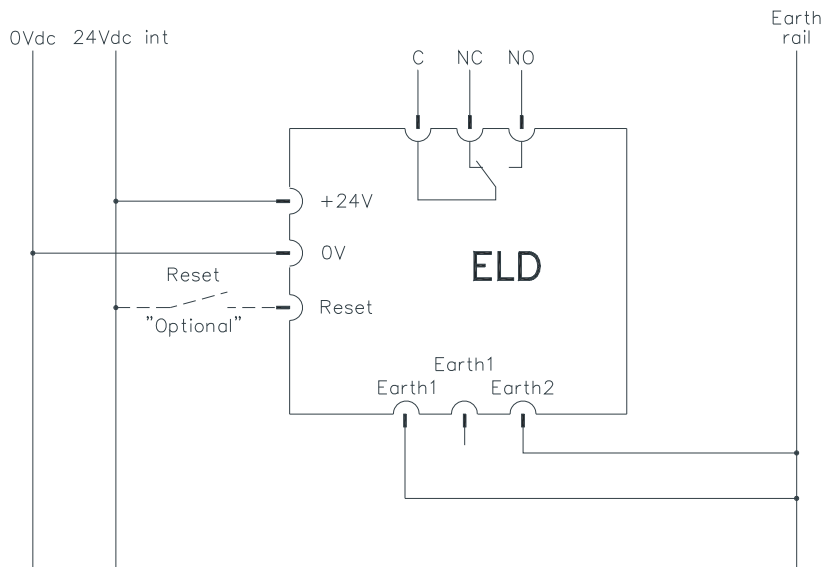 0Vdc 24Vdc int
Earth
rail
C NC NO
+24V
0V
ELD
Reset
Reset
"Optional"
Earth1
Earth1 Earth2